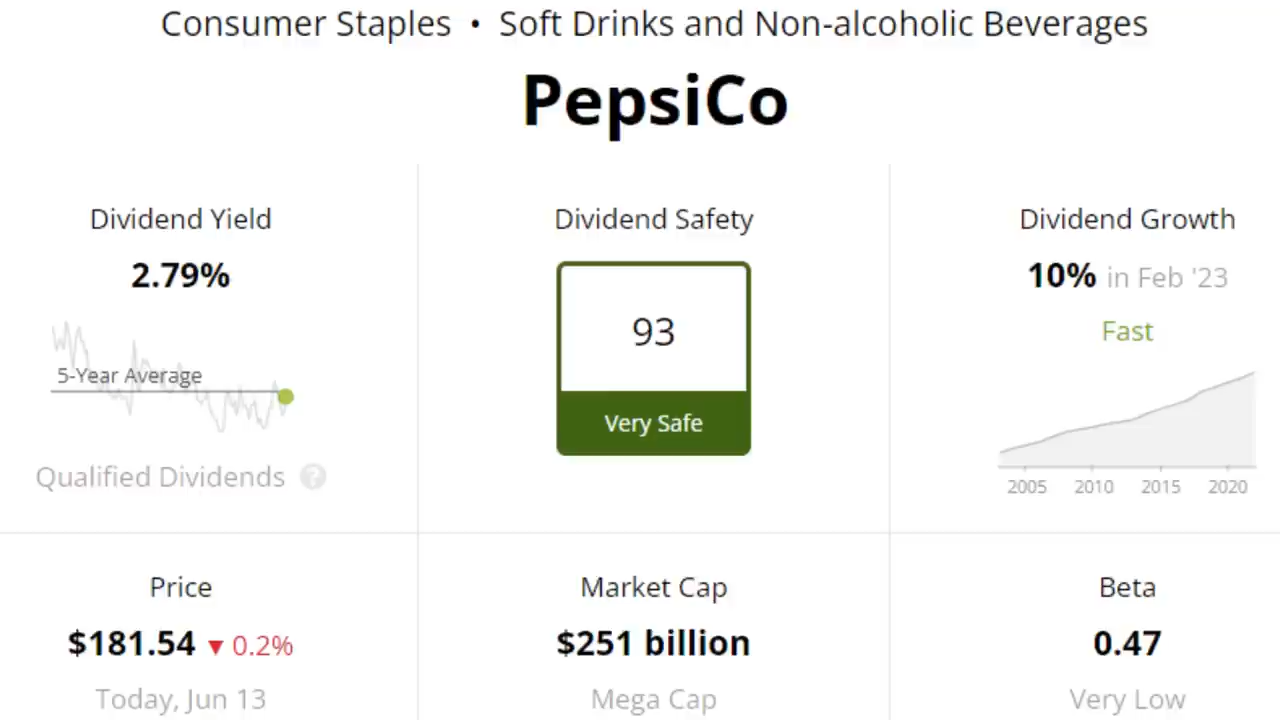 Consumer Staples • Soft Drinks and Non-alcoholic Beverages
PepsiCo
Dividend Yield
2.79%
5-Year Average
Qualified Dividends ?
Dividend Safety
93
Very Safe
Dividend Growth
10% in Feb '23
Fast
2005 2010 2015 2020
Price
$181.54 ▼ 0.2%
Today, Jun 13
Market Cap
$251 billion
Mega Cap
Beta
0.47
Very Low